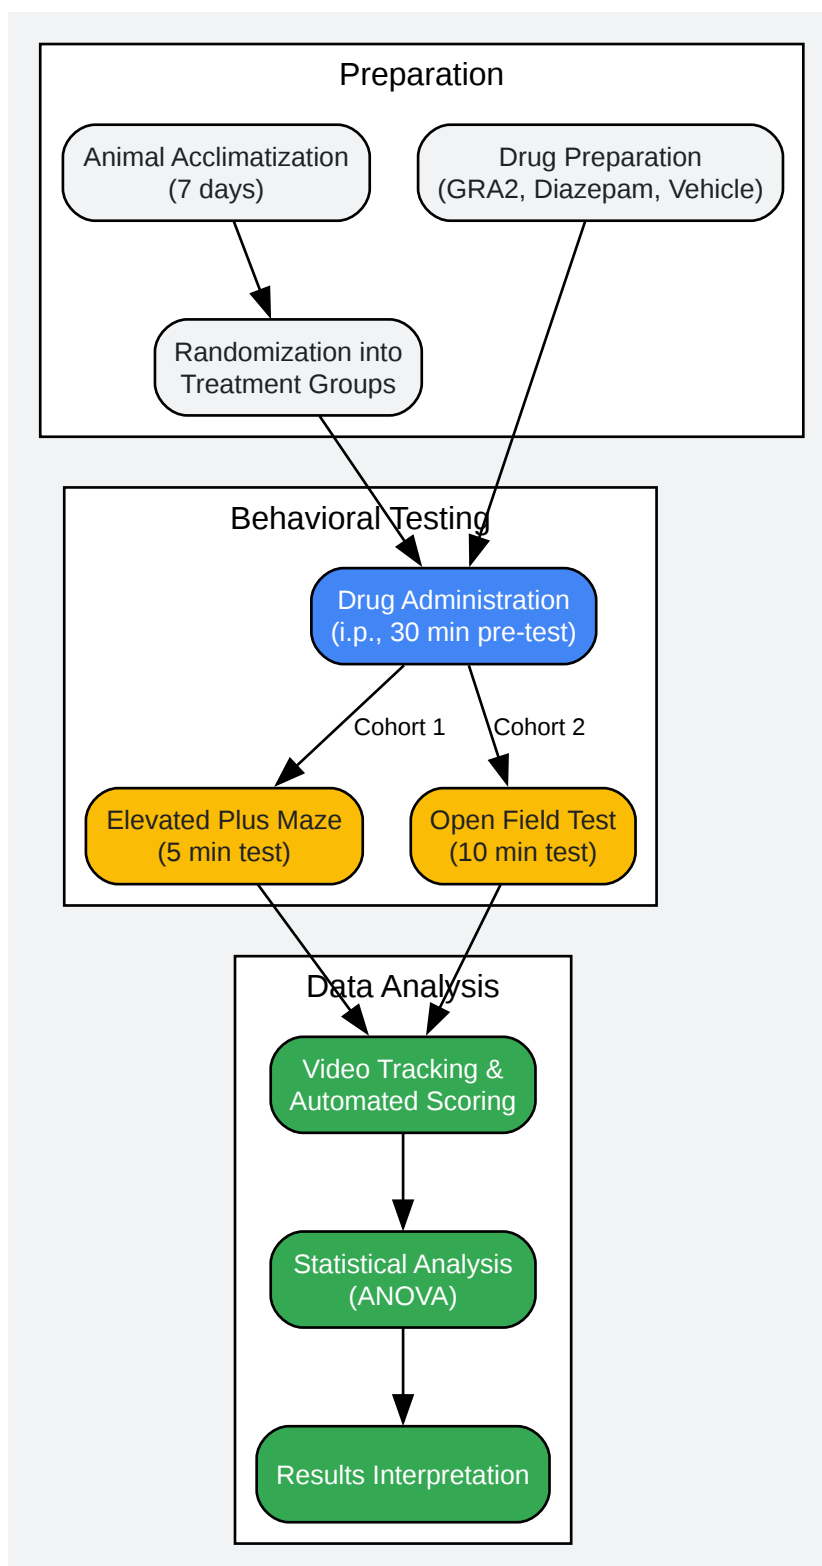 Preparation
Animal Acclimatization
(7 days)
Drug Preparation
(GRA2, Diazepam, Vehicle)
Randomization into
Treatment Groups
Behavioral Testing
Drug Administration
(i.p., 30 min pre-test)
Cohort 1
Cohort 2
Elevated Plus Maze
(5 min test)
Open Field Test
(10 min test)
Data Analysis
Video Tracking &
Automated Scoring
Statistical Analysis
(ANOVA)
Results Interpretation